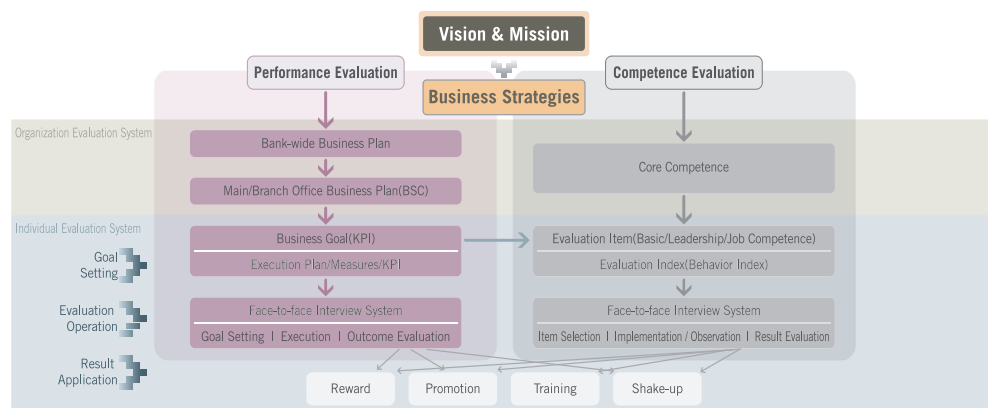 Vision & Mission
Performance Evaluation
Competence Evaluation
Business Strategies
Organization Evaluation System
Bank-wide Business Plan
Core Competence
Main/Branch Office Business Plan(BSC)
Individual Evaluation System
Goal
Setting
Business Goal(KPI)
Execution Plan/Measures/KPI
Evaluation Item(Basic/Leadership/Job Competence)
Evaluation Index(Behavior Index)
Evaluation
Operation
Face-to-face Interview System
Goal Setting | Execution | Outcome Evaluation
Face-to-face Interview System
Item Selection | Implementation / Observation | Result Evaluation
Result
Application
Reward
Promotion
Training
Shake-up